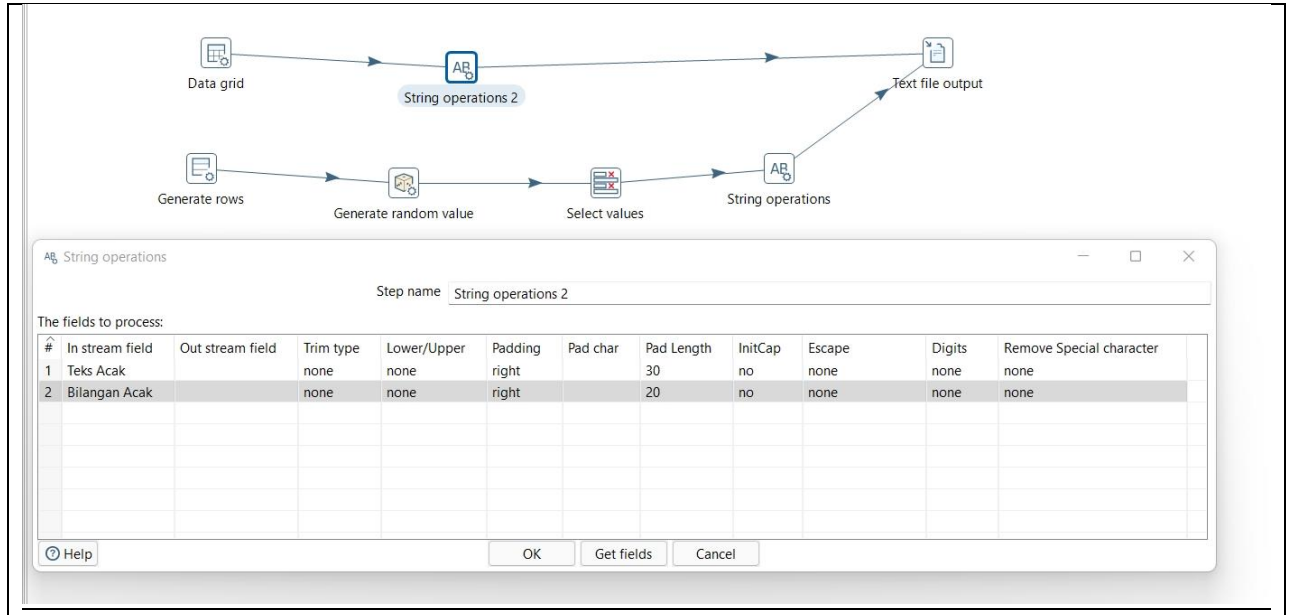 Data grid
String operations 2
Text file output
Generate rows
Generate random value
Select values
String operations
String operations
Step name String operations 2
The fields to process:
# In stream field Out stream field Trim type Lower/Upper Padding Pad char Pad Length InitCap Escape Digits Remove Special character
1 Teks Acak none none right 30 no none none none
2 Bilangan Acak none none right 20 no none none none
Help OK Get fields Cancel